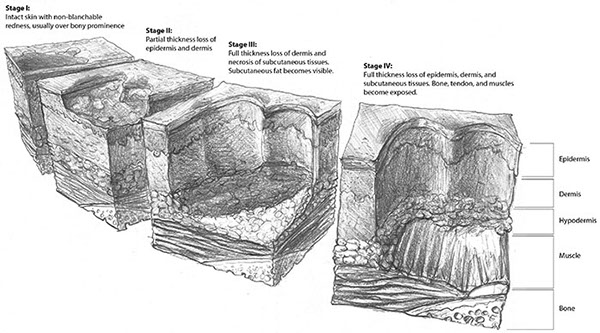 Stage I:
Intact skin with non-blanchable
redness, usually over bony prominence
Stage II:
Partial thickness loss of
epidermis and dermis
Stage III:
Full thickness loss of dermis and
necrosis of subcutaneous tissues.
Subcutaneous fat becomes visible.
Stage IV:
Full thickness loss of epidermis, dermis, and
subcutaneous tissues. Bone, tendon, and muscles
become exposed.
Epidermis
Dermis
Hypodermis
Muscle
Bone